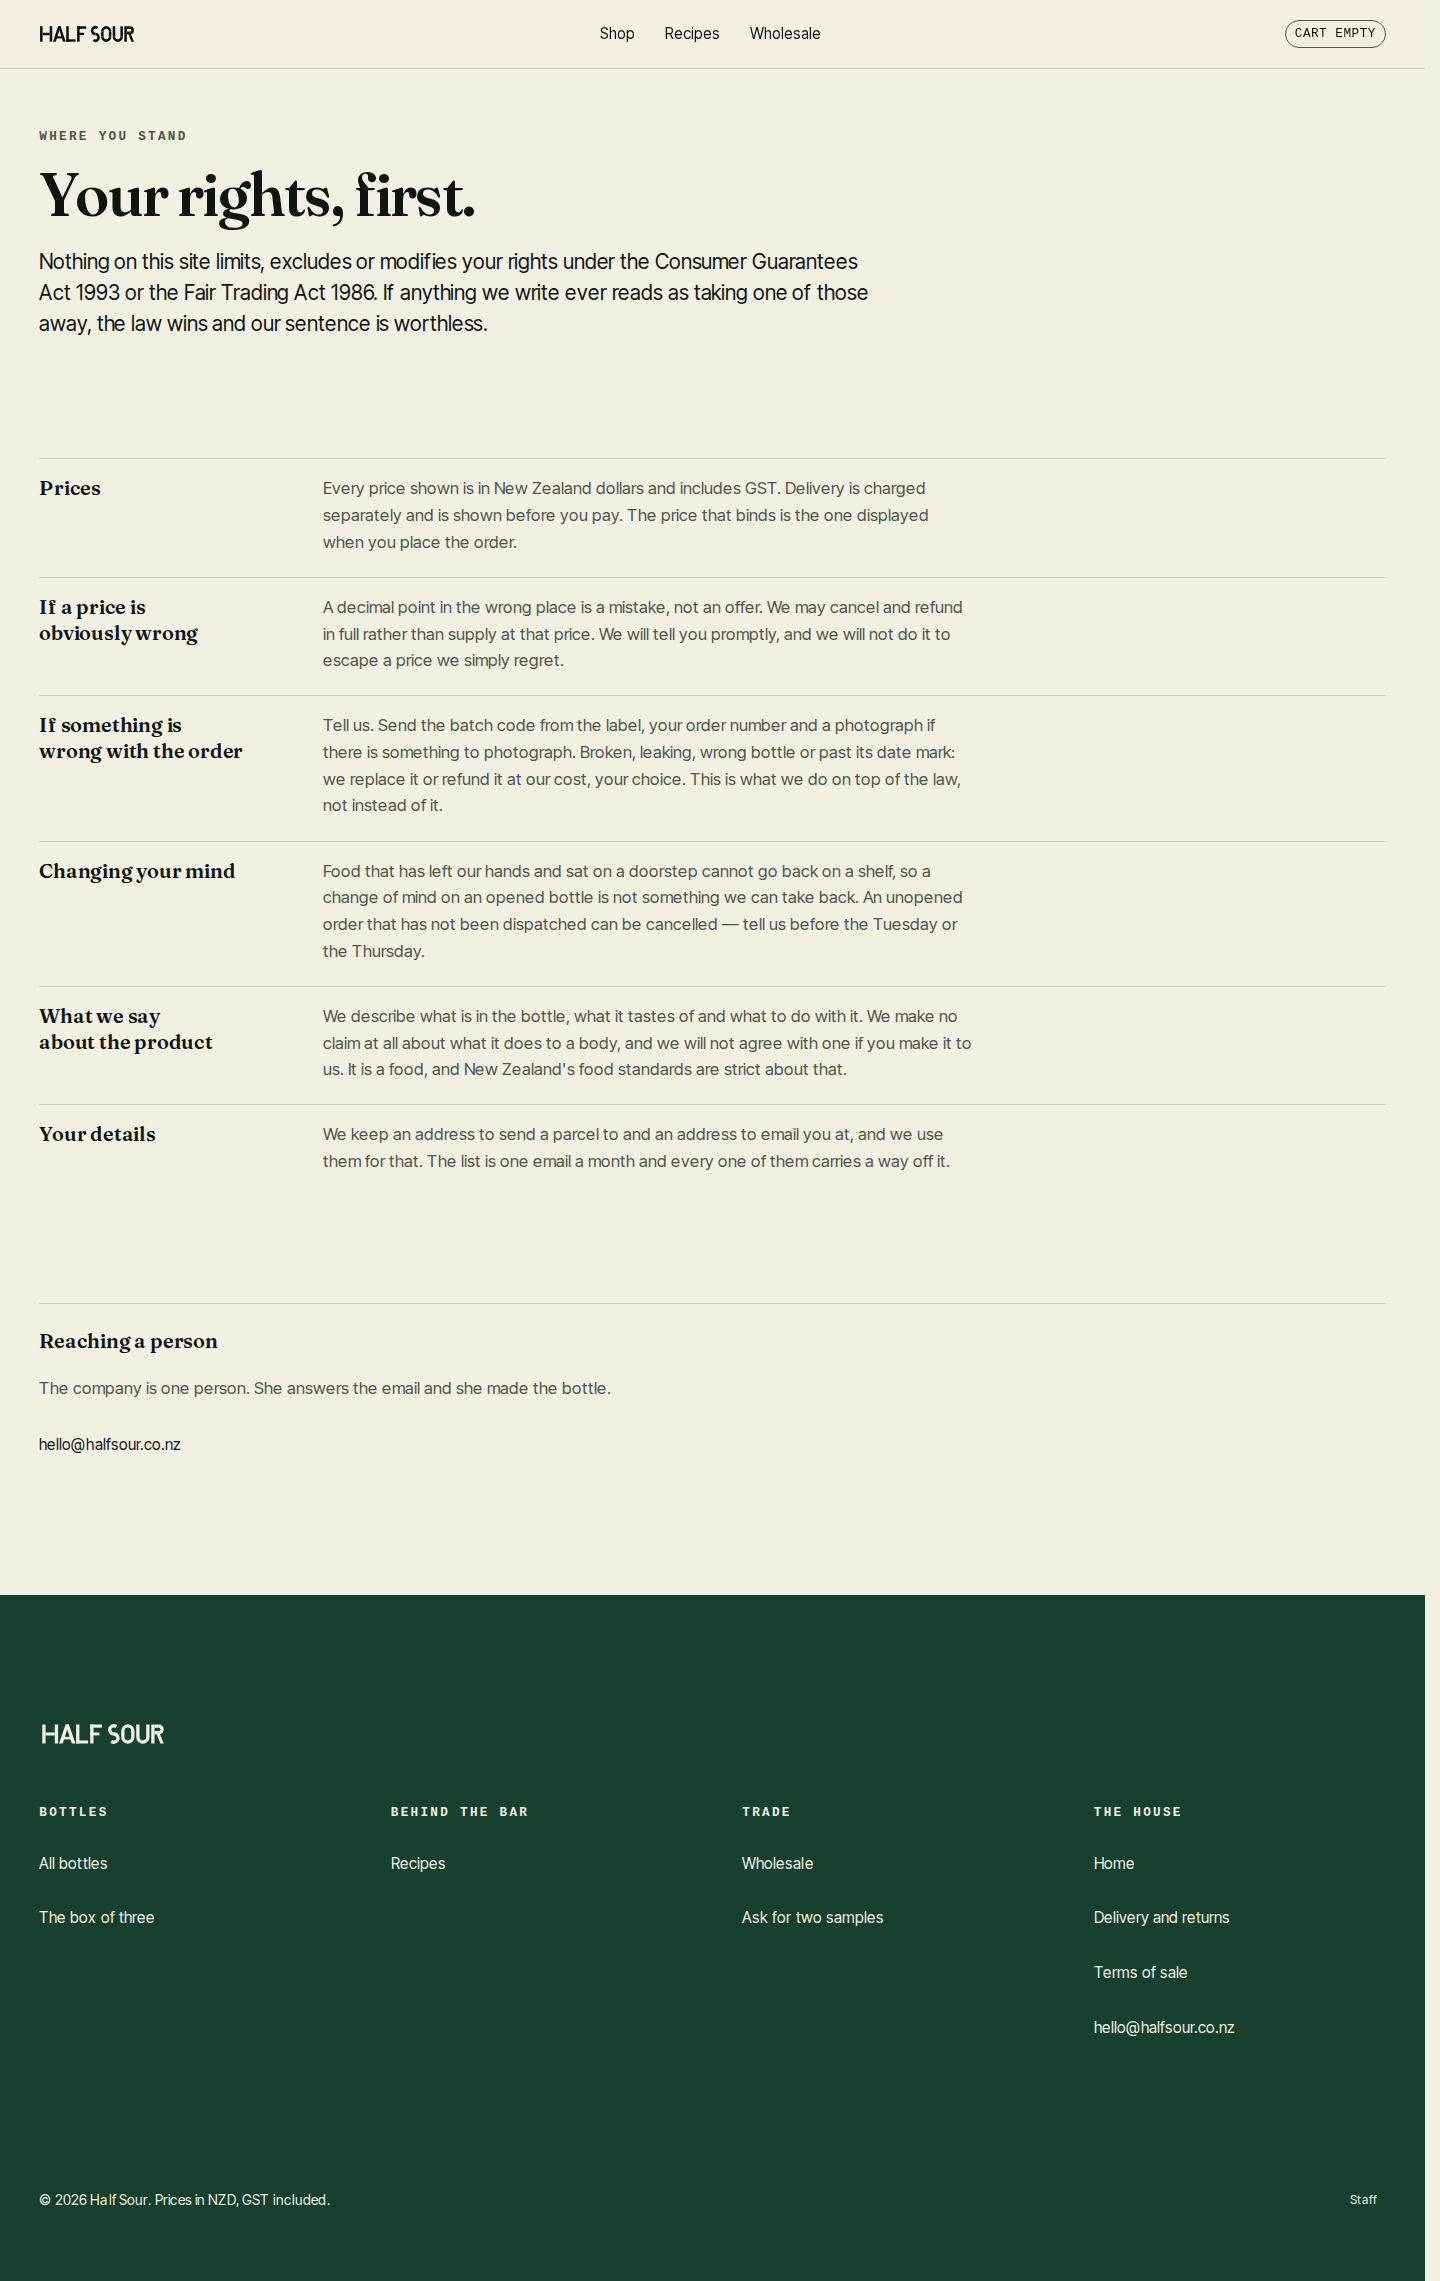 HALF SOUR
Shop Recipes Wholesale
CART EMPTY
WHERE YOU STAND
Your rights, first.
Nothing on this site limits, excludes or modifies your rights under the Consumer Guarantees
Act 1993 or the Fair Trading Act 1986. If anything we write ever reads as taking one of those
away, the law wins and our sentence is worthless.
Prices
Every price shown is in New Zealand dollars and includes GST. Delivery is charged
separately and is shown before you pay. The price that binds is the one displayed
when you place the order.
If a price is
obviously wrong
A decimal point in the wrong place is a mistake, not an offer. We may cancel and refund
in full rather than supply at that price. We will tell you promptly, and we will not do it to
escape a price we simply regret.
If something is
wrong with the order
Tell us. Send the batch code from the label, your order number and a photograph if
there is something to photograph. Broken, leaking, wrong bottle or past its date mark:
we replace it or refund it at our cost, your choice. This is what we do on top of the law,
not instead of it.
Changing your mind
Food that has left our hands and sat on a doorstep cannot go back on a shelf, so a
change of mind on an opened bottle is not something we can take back. An unopened
order that has not been dispatched can be cancelled — tell us before the Tuesday or
the Thursday.
What we say
about the product
We describe what is in the bottle, what it tastes of and what to do with it. We make no
claim at all about what it does to a body, and we will not agree with one if you make it to
us. It is a food, and New Zealand's food standards are strict about that.
Your details
We keep an address to send a parcel to and an address to email you at, and we use
them for that. The list is one email a month and every one of them carries a way off it.
Reaching a person
The company is one person. She answers the email and she made the bottle.
hello@halfsour.co.nz
HALF SOUR
BOTTLES
All bottles
The box of three
BEHIND THE BAR
Recipes
TRADE
Wholesale
Ask for two samples
THE HOUSE
Home
Delivery and returns
Terms of sale
hello@halfsour.co.nz
© 2026 Half Sour. Prices in NZD, GST included.
Staff